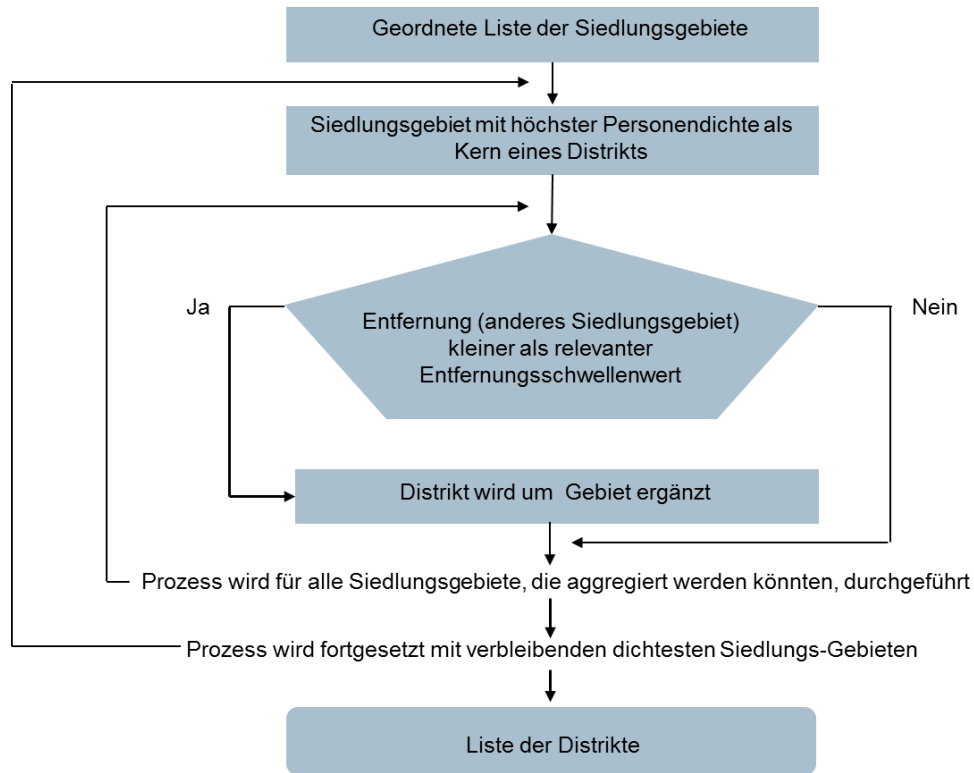 Geordnete Liste der Siedlungsgebiete
Siedlungsgebiet mit höchster Personendichte als
Kern eines Distrikts
Ja
Nein
Entfernung (anderes Siedlungsgebiet)
kleiner als relevanter
Entfernungsschwellenwert
Distrikt wird um Gebiet ergänzt
Prozess wird für alle Siedlungsgebiete, die aggregiert werden könnten, durchgeführt
Prozess wird fortgesetzt mit verbleibenden dichtesten Siedlungs-Gebieten
Liste der Distrikte